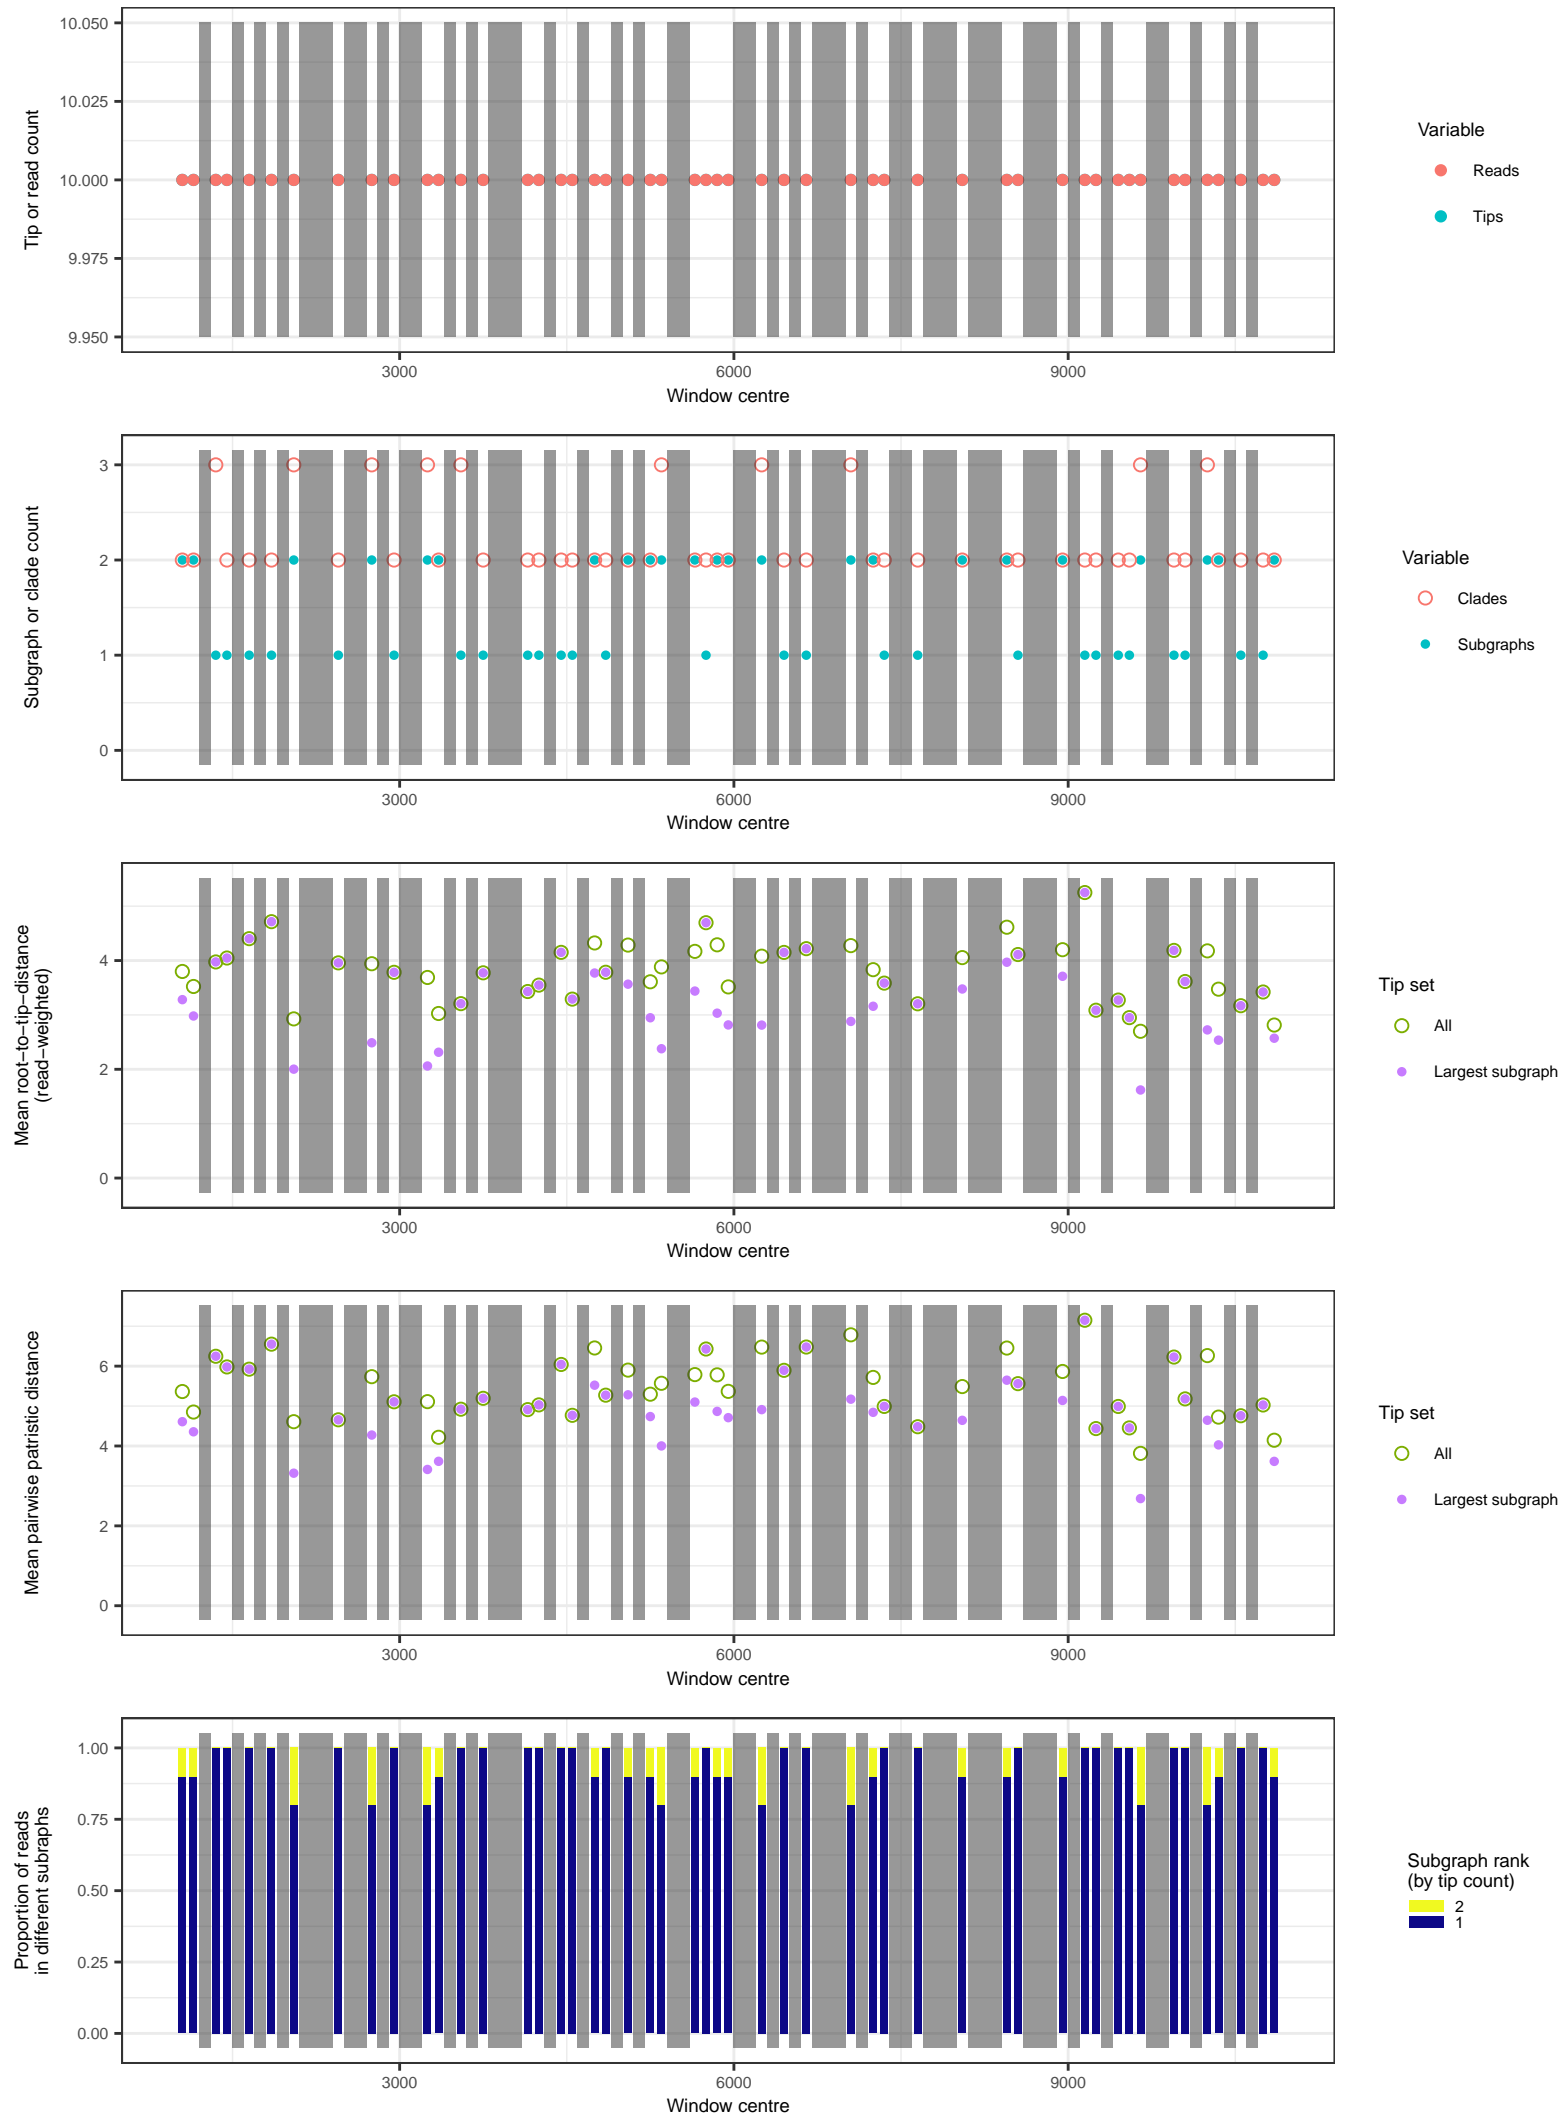 10.050
10.025
10.000
9.975
9.950
Tip or read count
3000
6000
9000
Window centre
Variable
Reads
Tips
3
2
1
0
Subgraph or clade count
3000
6000
9000
Window centre
Variable
Clades
Subgraphs
4
2
0
Mean root−to−tip−distance
(read−weighted)
3000
6000
9000
Window centre
Tip set
All
Largest subgraph
6
4
2
0
Mean pairwise patristic distance
3000
6000
9000
Window centre
Tip set
All
Largest subgraph
1.00
0.75
0.50
0.25
0.00
Proportion of reads
in different subraphs
3000
6000
9000
Window centre
Subgraph rank
(by tip count)
2
1